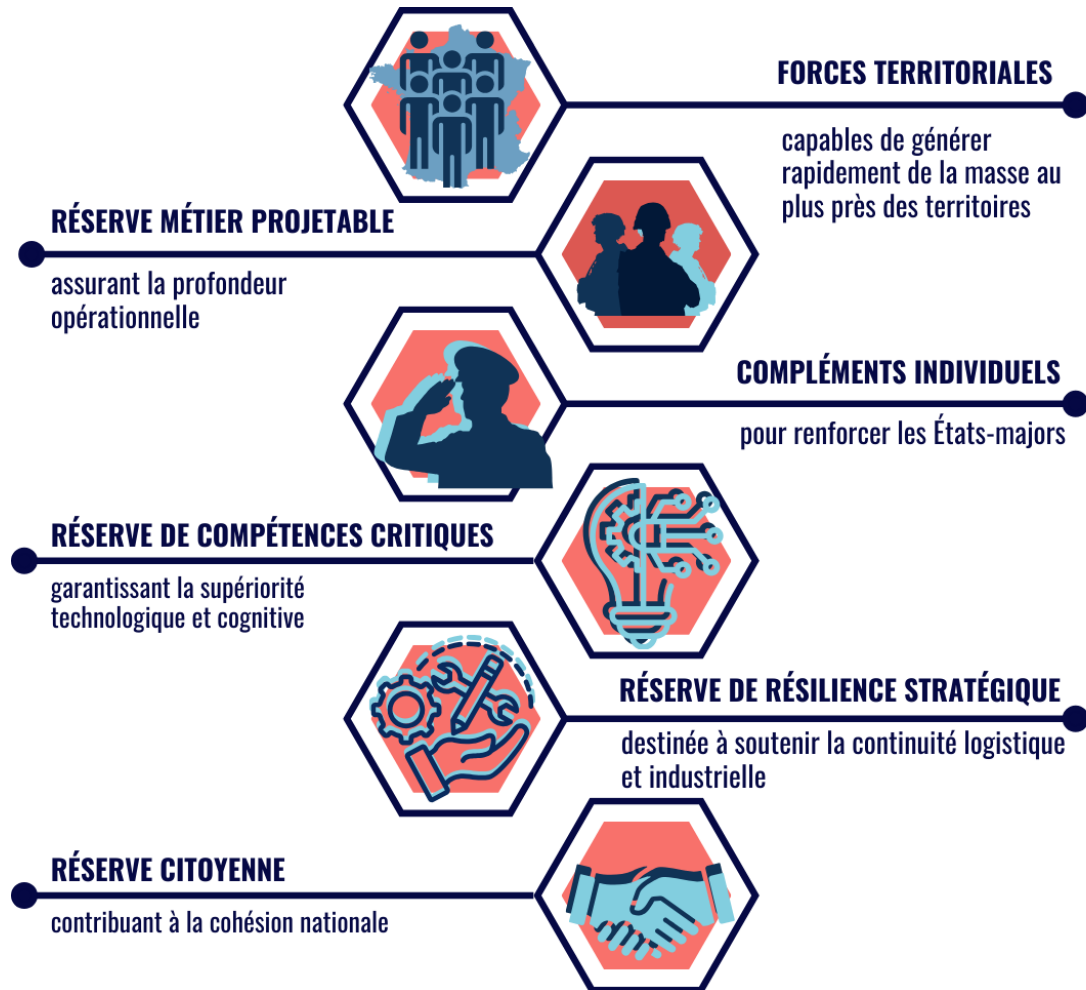 FORCES TERRITORIALES
capables de générer
rapidement de la masse au
plus près des territoires
RÉSERVE MÉTIER PROJETABLE
assurant la profondeur
opérationnelle
COMPLÉMENTS INDIVIDUELS
pour renforcer les États-majors
RÉSERVE DE COMPÉTENCES CRITIQUES
garantissant la supériorité
technologique et cognitive
RÉSERVE DE RÉSILIENCE STRATÉGIQUE
destinée à soutenir la continuité logistique
et industrielle
RÉSERVE CITOYENNE
contribuant à la cohésion nationale